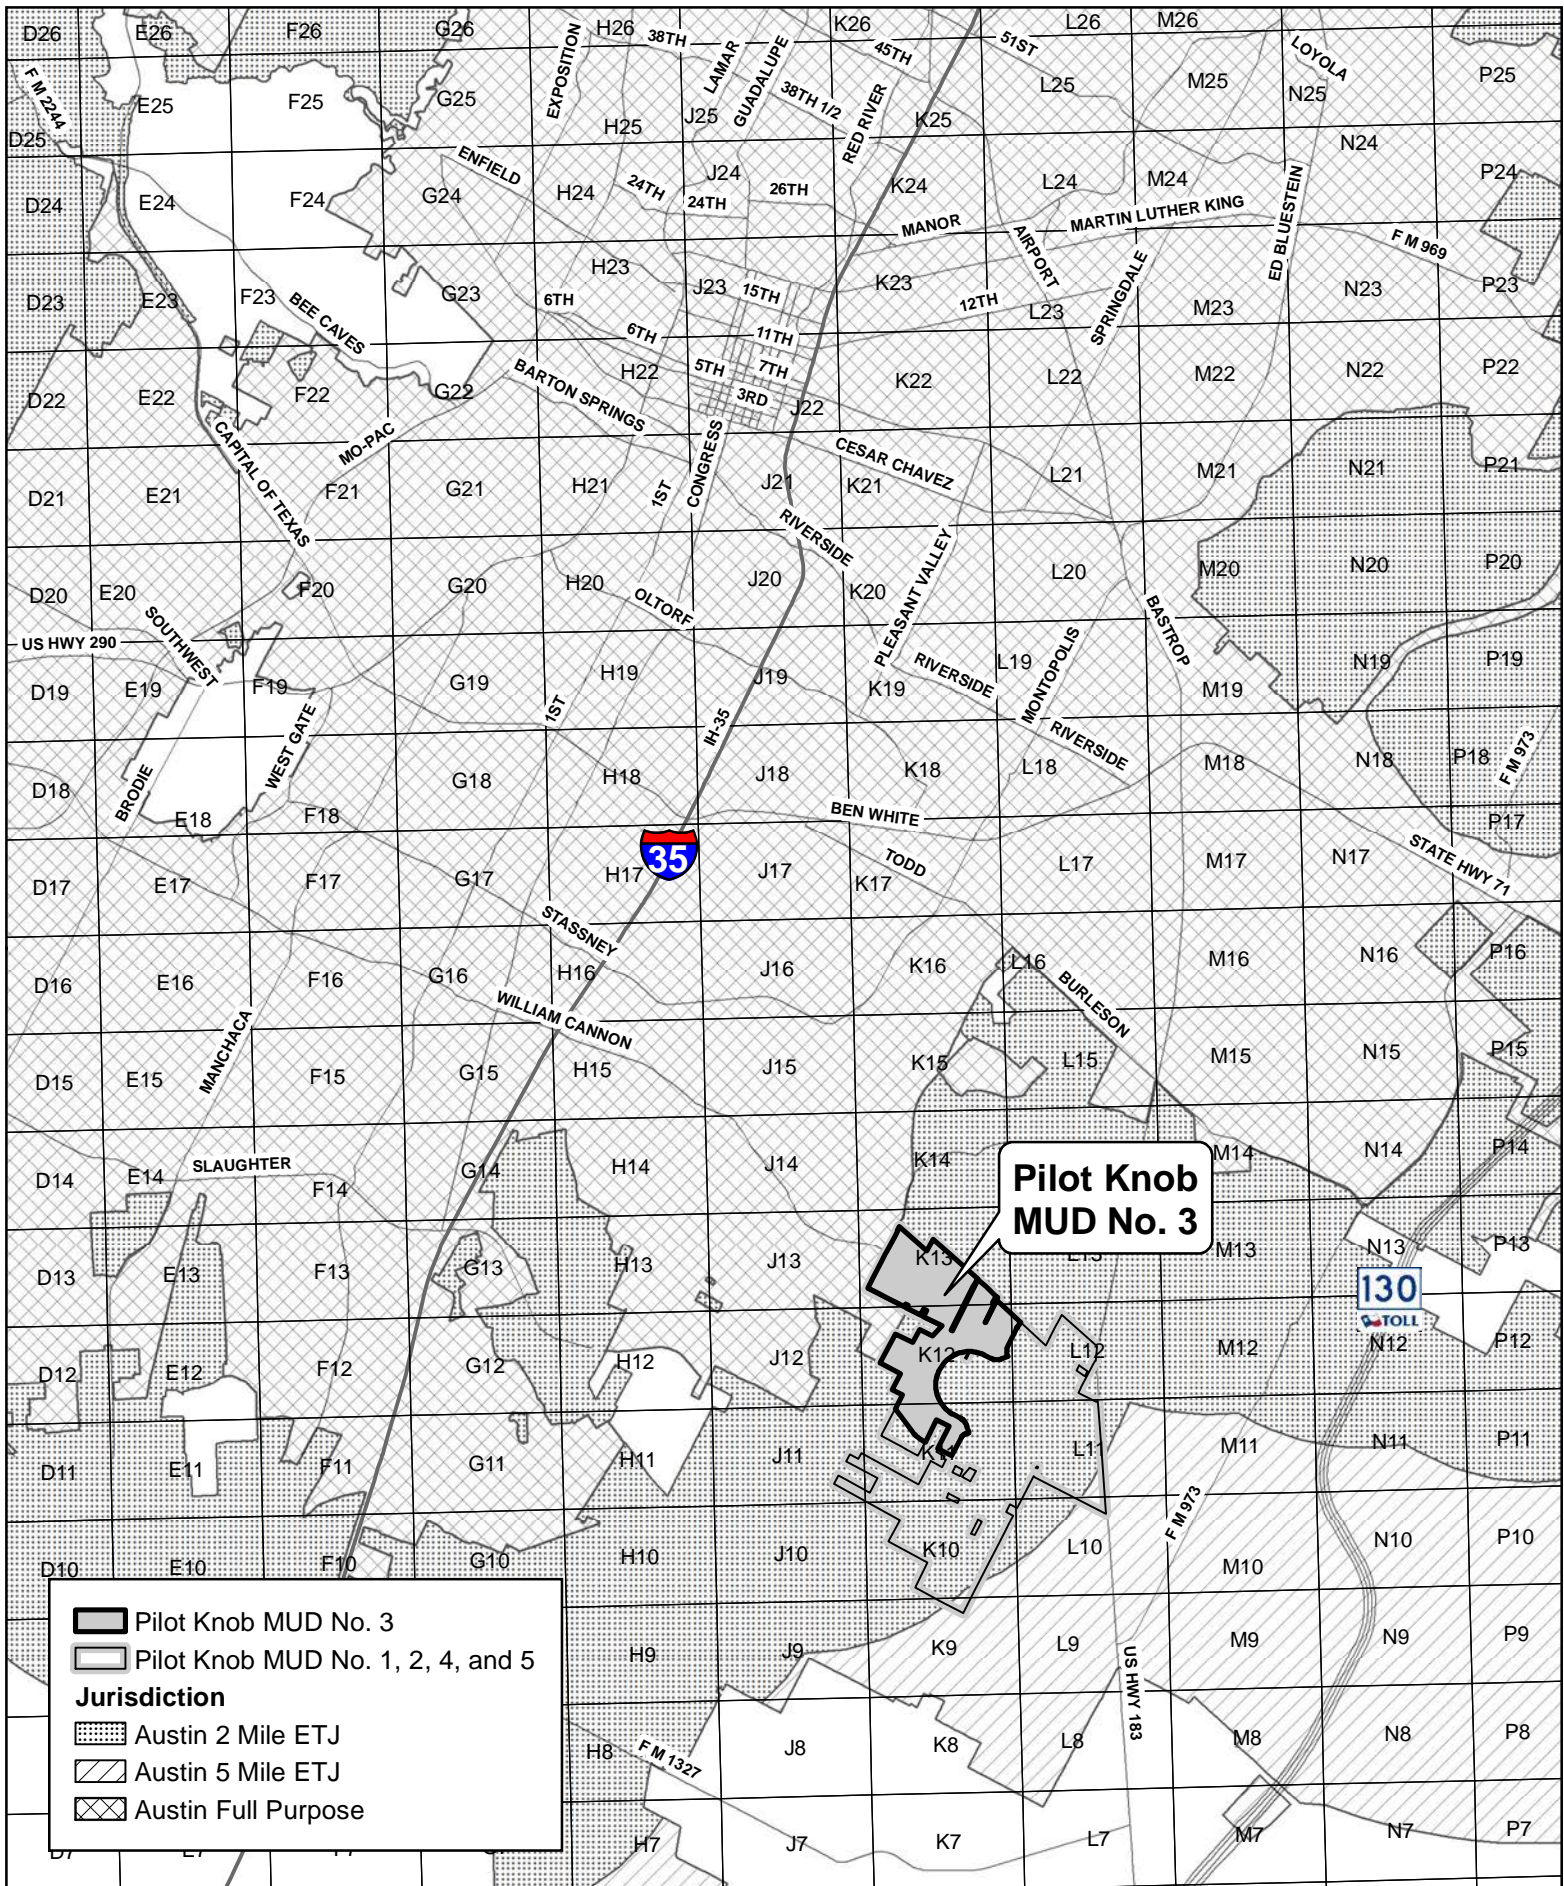 D26
E26
F26
G26
H26
38TH
LAMAR
GUADALUPE
K26
45TH
51ST
L26
M26
LOYOLA
P25
F M 2244
E25
F25
G25
EXPOSITION
H25
J25
38TH 1/2
RED RIVER
K25
L25
M25
N25
D25
ENFIELD
N24
D24
E24
F24
G24
H24
24TH
J24
24TH
26TH
K24
L24
M24
P24
MANOR
MARTIN LUTHER KING
ED BLUESTEIN
F M 969
AIRPORT
D23
E23
F23
BEE CAVES
G23
H23
6TH
J23
15TH
K23
12TH
L23
SPRINGDALE
M23
N23
P23
6TH
11TH
D22
E22
F22
G22
BARTON SPRINGS
H22
5TH
7TH
3RD
J22
K22
L22
M22
N22
P22
CAPITAL OF TEXAS
MO-PAC
CONGRESS
CESAR CHAVEZ
D21
E21
F21
G21
H21
1ST
J21
K21
L21
M21
N21
P21
RIVERSIDE
PLEASANT VALLEY
D20
E20
F20
G20
H20
OLTORF
J20
K20
L20
M20
N20
P20
US HWY 290
SOUTHWEST
BASTROP
D19
E19
F19
G19
H19
J19
K19
RIVERSIDE
L19
MONTOPOLIS
M19
N19
P19
WEST GATE
1ST
IH-35
RIVERSIDE
F M 973
D18
BRODIE
E18
F18
G18
H18
J18
K18
L18
M18
N18
P18
BEN WHITE
P17
D17
E17
F17
G17
H17
35
J17
TODD
K17
L17
M17
N17
STATE HWY 71
STASSNEY
D16
E16
F16
G16
H16
J16
K16
L16
M16
N16
P16
WILLIAM CANNON
BURLESON
D15
E15
MANCHACA
F15
G15
H15
J15
K15
L15
M15
N15
P15
D14
E14
SLAUGHTER
F14
G14
H14
J14
K14
M14
N14
P14
Pilot Knob
MUD No. 3
D13
E13
F13
G13
H13
J13
K13
L13
M13
N13
P13
130
TOLL
D12
E12
F12
G12
H12
J12
K12
L12
M12
N12
P12
D11
E11
F11
G11
H11
J11
K11
L11
M11
N11
P11
F M 973
D10
E10
F10
G10
H10
J10
K10
L10
M10
N10
P10
H9
J9
K9
L9
M9
N9
P9
US HWY 183
H8
F M 1327
J8
K8
L8
M8
N8
P8
D7
E7
H7
J7
K7
L7
M7
N7
P7
Pilot Knob MUD No. 3
Pilot Knob MUD No. 1, 2, 4, and 5
Jurisdiction
Austin 2 Mile ETJ
Austin 5 Mile ETJ
Austin Full Purpose